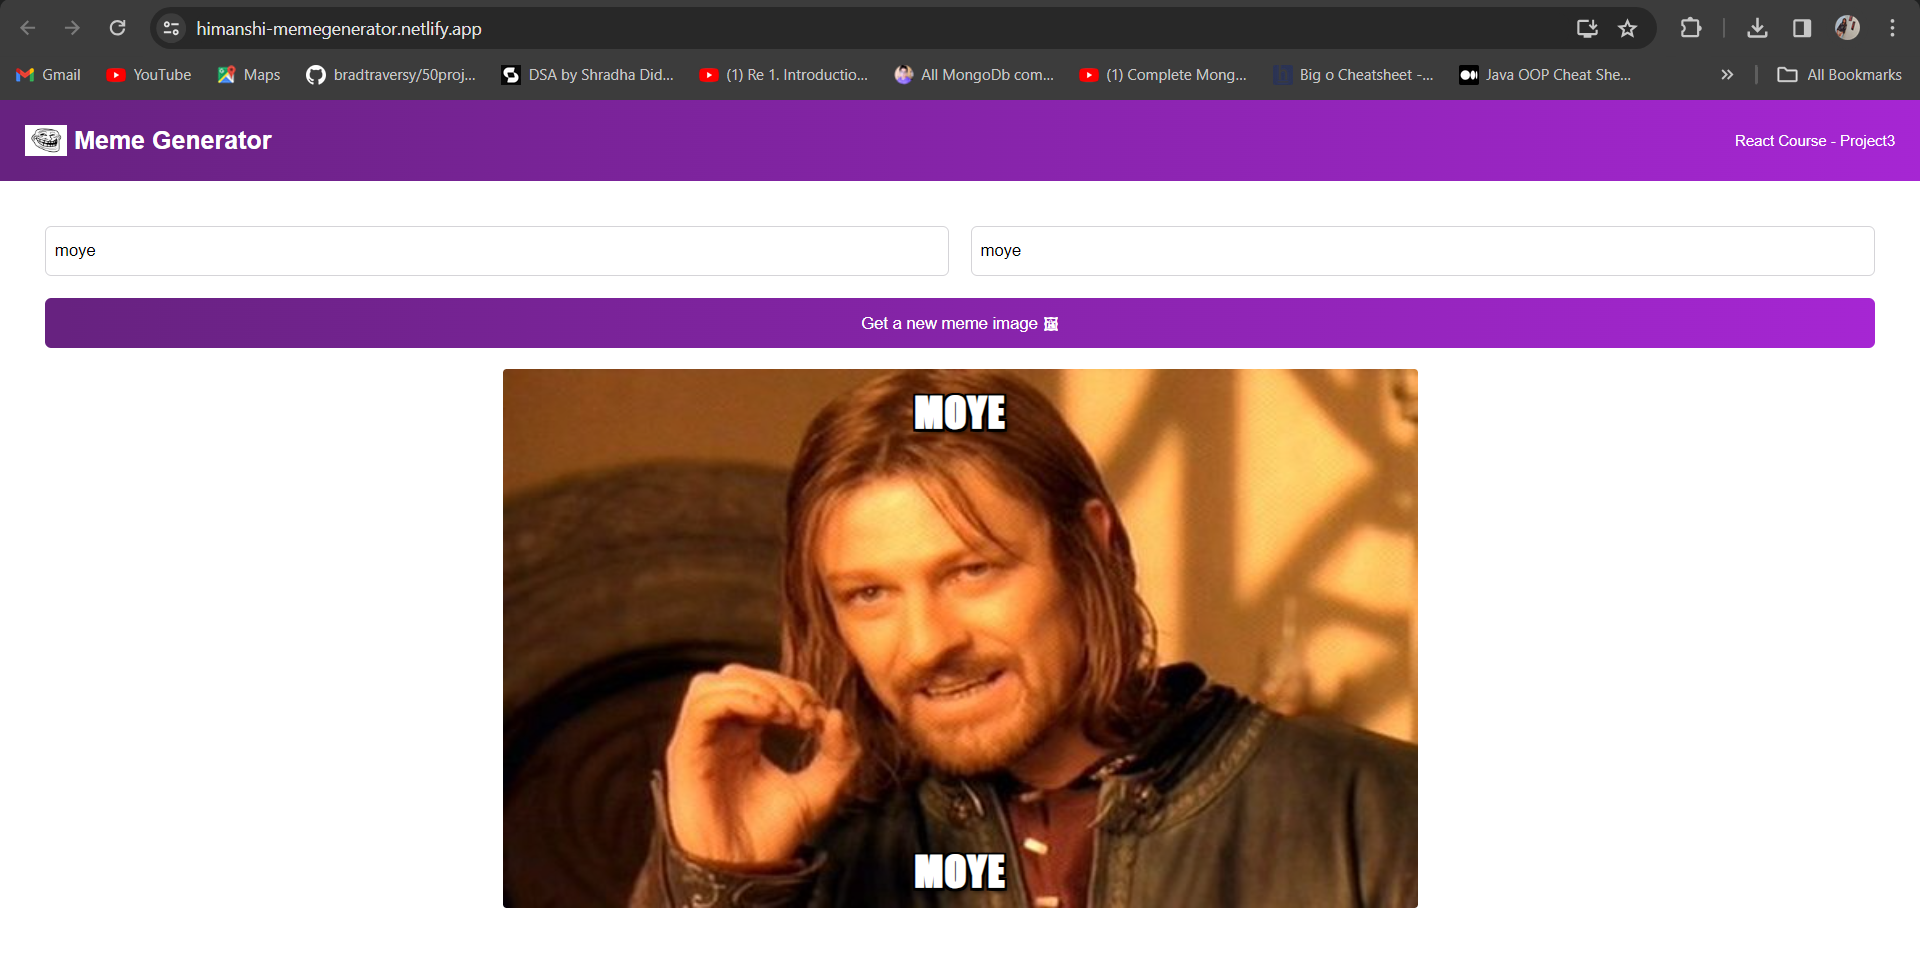 himanshi-memegenerator.netlify.app
Gmail YouTube Maps bradtraversy/50proj... DSA by Shradha Did... (1) Re 1. Introductio... All MongoDb com... (1) Complete Mong... Big o Cheatsheet -... Java OOP Cheat She... » All Bookmarks
Meme Generator React Course - Project3
moye moye
Get a new meme image
MOYE
MOYE